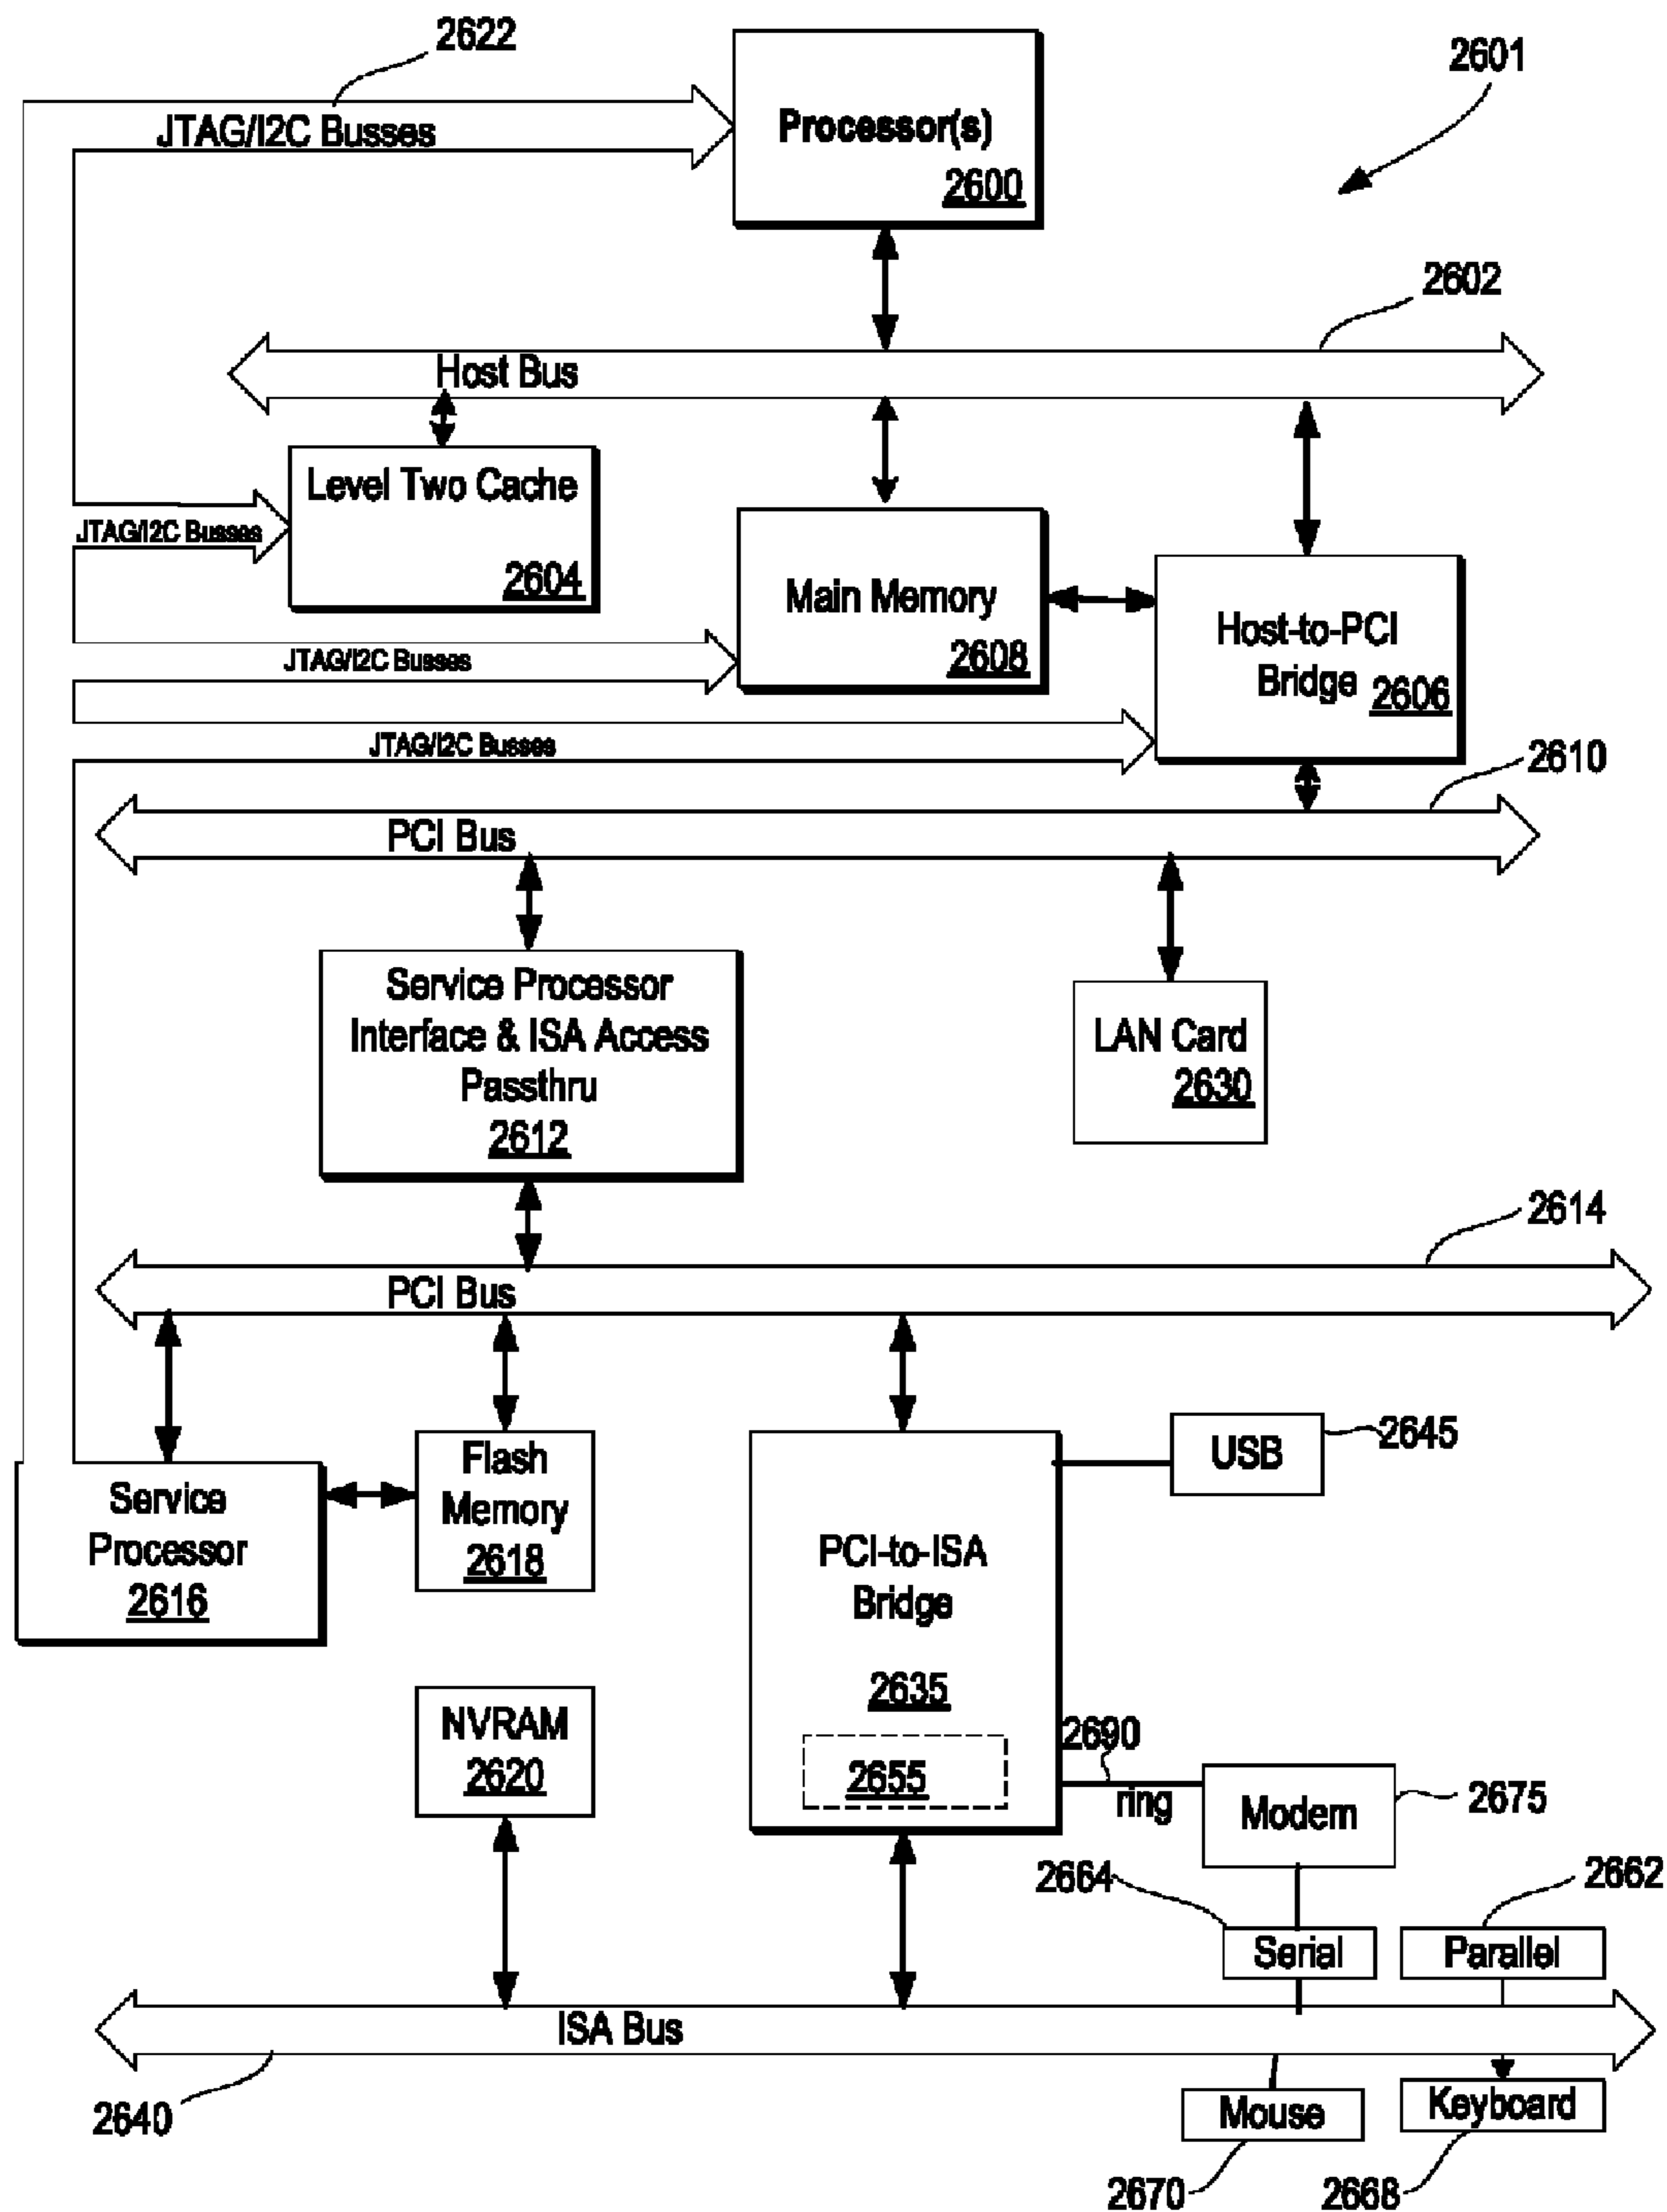 2622
2601
JTAG/I2C Busses
Processor(s)
2600
2602
Host Bus
Level Two Cache
2604
JTAG/I2C Busses
Main Memory
2608
Host-to-PCI
Bridge 2606
JTAG/I2C Busses
JTAG/I2C Busses
2610
PCI Bus
Service Processor
Interface & ISA Access
Passthru
2612
LAN Card
2630
2614
PCI Bus
Service
Processor
2616
Flash
Memory
2618
PCI-to-ISA
Bridge
2635
2655
USB
2645
NVRAM
2620
2690
ring
Modem
2675
2664
2662
Serial
Parallel
ISA Bus
2640
Mouse
Keyboard
2670
2668